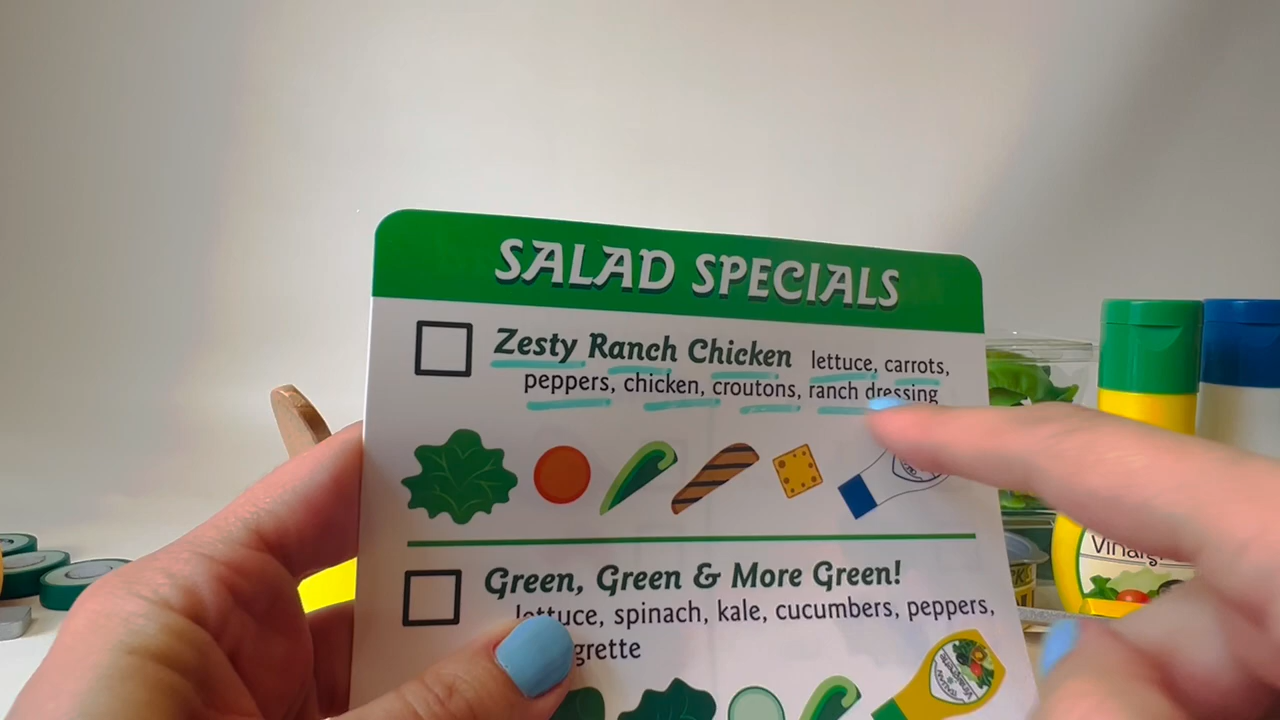 SALAD SPECIALS
Zesty Ranch Chicken lettuce, carrots,
peppers, chicken, croutons, ranch dressing
Green, Green & More Green!
lettuce, spinach, kale, cucumbers, peppers,
grette